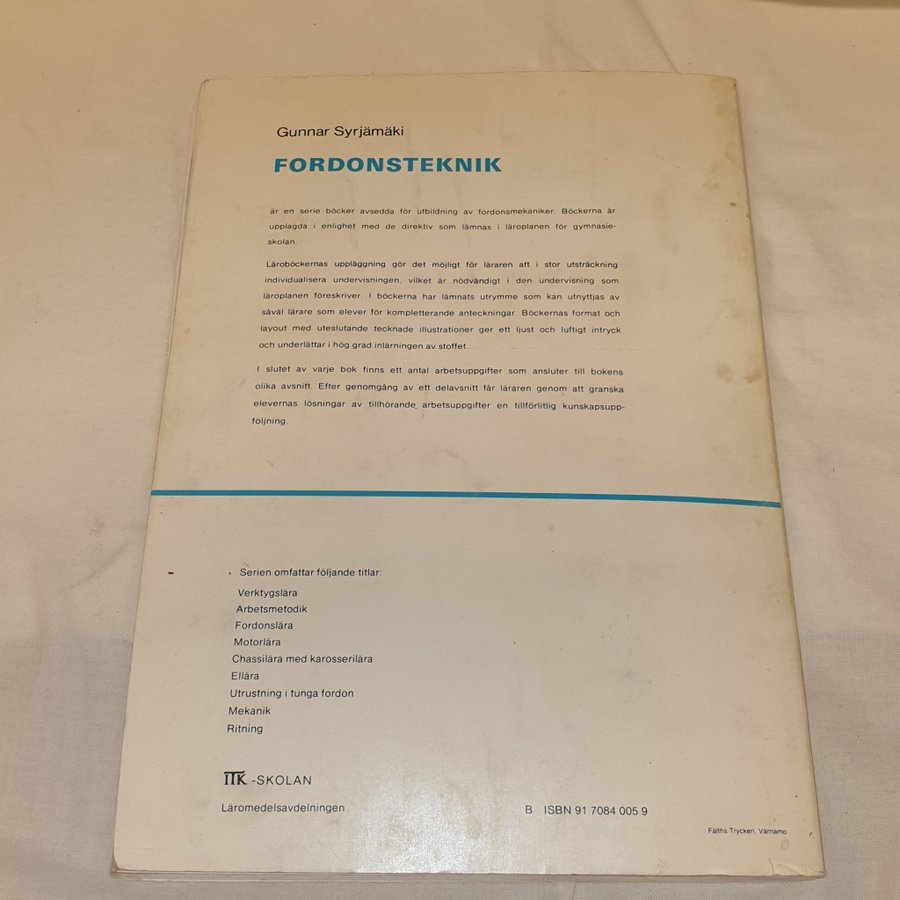 Gunnar Syrjämäki
FORDONSTEKNIK
är en serie böcker avsedda för utbildning av fordonsmekaniker. Böckerna är
upplagda i enlighet med de direktiv som lämnas i läroplanen för gymnasie-
skolan.
Läroböckernas uppläggning gör det möjligt för läraren att i stor utsträckning
individualisera undervisningen, vilket är nödvändigt i den undervisning som
läroplanen föreskriver. I böckerna har lämnats utrymme som kan utnyttjas av
såväl lärare som elever för kompletterande anteckningar. Böckernas format och
layout med uteslutande tecknade illustrationer ger ett ljust och luftigt intryck
och underlättar i hög grad inlärningen av stoffet.
I slutet av varje bok finns ett antal arbetsuppgifter som ansluter till bokens
olika avsnitt. Efter genomgång av ett delavsnitt får läraren genom att granska
elevernas lösningar av tillhörande arbetsuppgifter en tillförlitlig kunskapsupp-
följning.
Serien omfattar följande titlar:
Verktygslära
Arbetsmetodik
Fordonslära
Motorlära
Chassilära med karosserilära
Ellära
Utrustning i tunga fordon
Mekanik
Ritning
ITK -SKOLAN
Läromedelsavdelningen
B ISBN 91 7084 005 9
Fälths Tryckeri, Värnamo